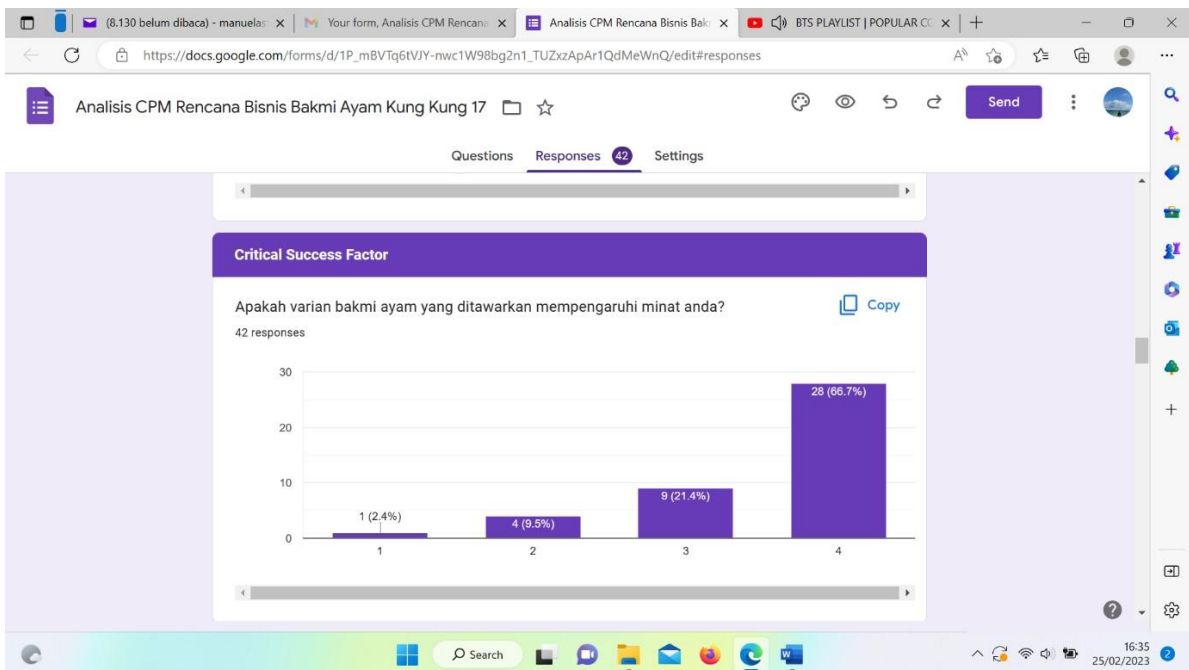 (8.130 belum dibaca) - manuelas
Your form, Analisis CPM Rencana
Analisis CPM Rencana Bisnis Bak
BTS PLAYLIST | POPULAR CO
https://docs.google.com/forms/d/1P_mBVTq6tVJY-nwc1W98bg2n1_TUZxzApAr1QdMeWnQ/edit#responses
Analisis CPM Rencana Bisnis Bakmi Ayam Kung Kung 17
Send
Questions Responses 42 Settings
Critical Success Factor
Apakah varian bakmi ayam yang ditawarkan mempengaruhi minat anda?
Copy
42 responses
30
20
10
0
1 (2.4%)
4 (9.5%)
9 (21.4%)
28 (66.7%)
1 2 3 4
Search
16:35
25/02/2023
2